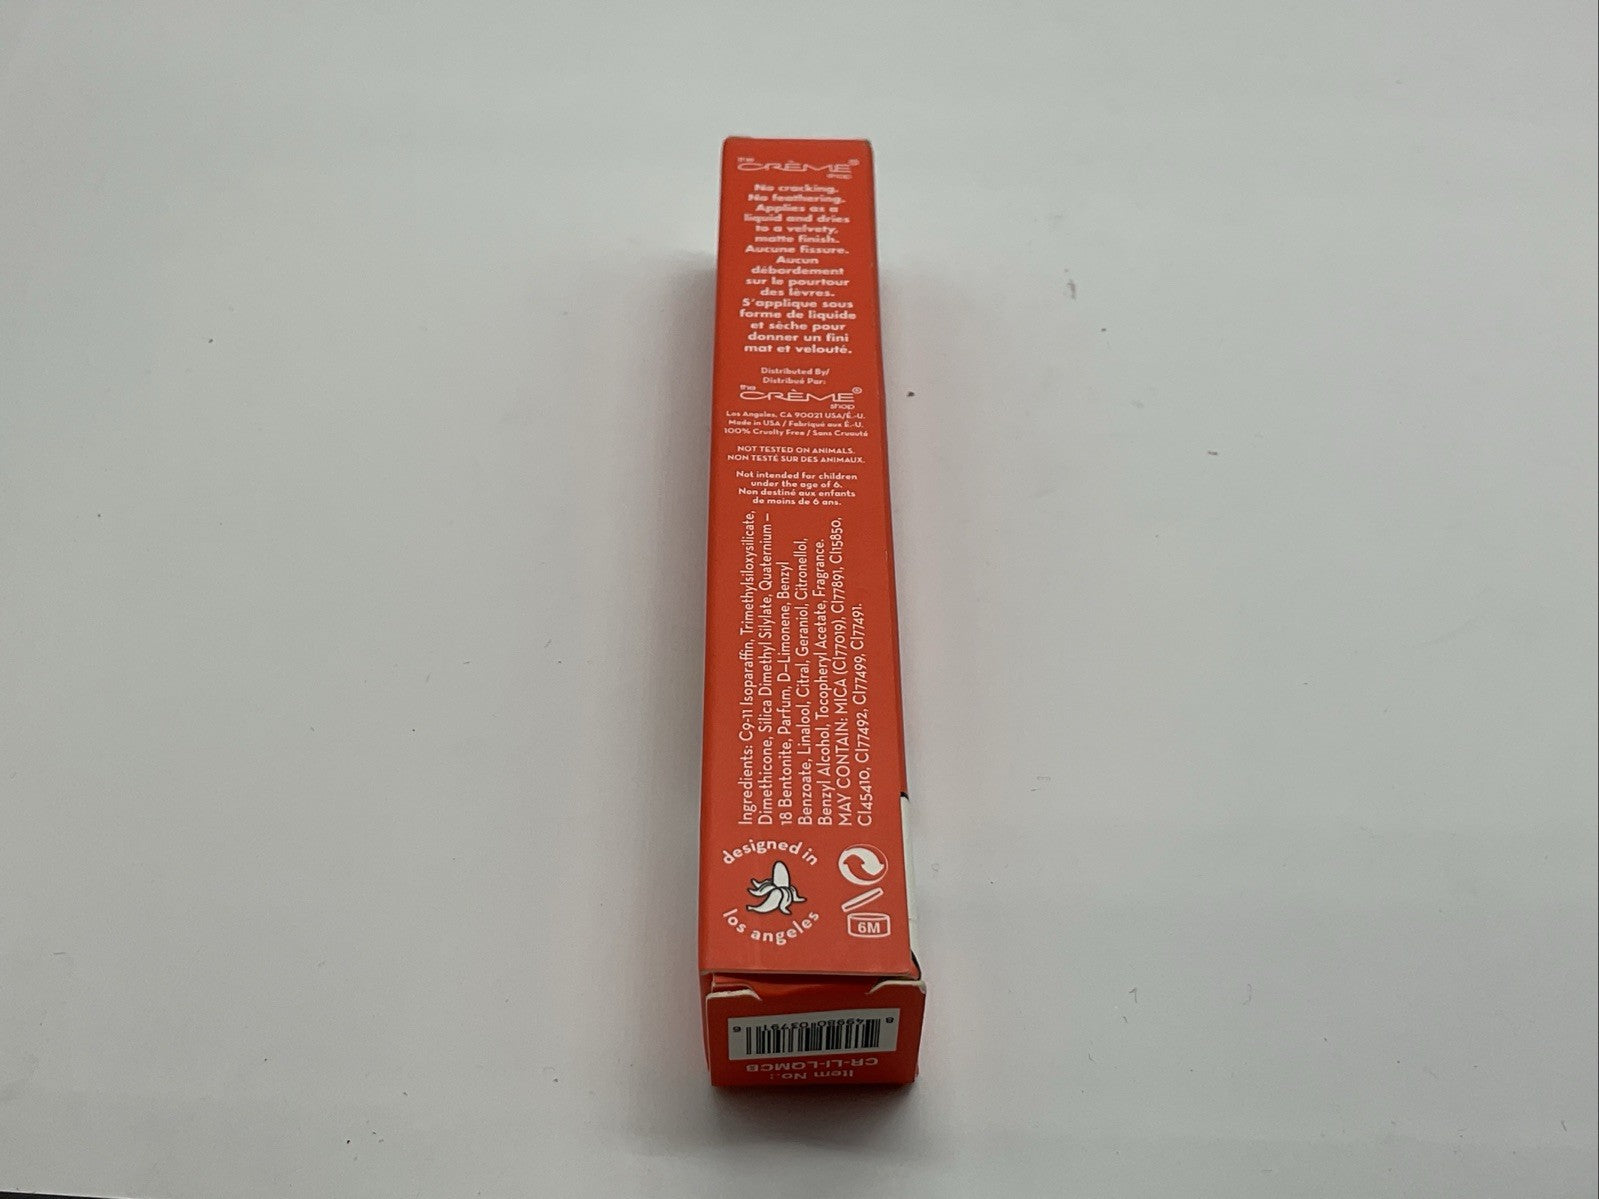 the
CRÈME®
shop
No cracking.
No feathering.
Applies as a
liquid and dries
to a velvety,
matte finish.
Aucune fissure.
Aucun
débordement
sur le pourtour
des lèvres.
S'applique sous
forme de liquide
et sèche pour
donner un fini
mat et velouté.
Distributed By/
Distribué Par:
the
CRÈME®
shop
Los Angeles, CA 90021 USA/É.-U.
Made in USA / Fabriqué aux É.-U.
100% Cruelty Free / Sans Cruauté
NOT TESTED ON ANIMALS.
NON TESTÉ SUR DES ANIMAUX.
Not intended for children
under the age of 6.
Non destiné aux enfants
de moins de 6 ans.
Ingredients: C9-11 Isoparaffin, Trimethylsiloxysilicate,
Dimethicone, Silica Dimethyl Silylate, Quaternium –
18 Bentonite, Parfum, D–Limonene, Benzyl
Benzoate, Linalool, Citral, Geraniol, Citronellol,
Benzyl Alcohol, Tocopheryl Acetate, Fragrance.
MAY CONTAIN: MICA (CI77019), CI77891, CI15850,
CI45410, CI77492, CI77499, CI77491.
designed in
los angeles
6M
Item No.:
CR-LI-LQMCB
8 49980 03791 6